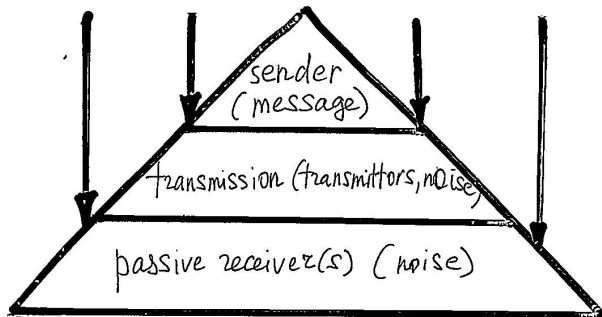 sender
(message)
transmission (transmittors, noise)
passive receiver(s) (noise)